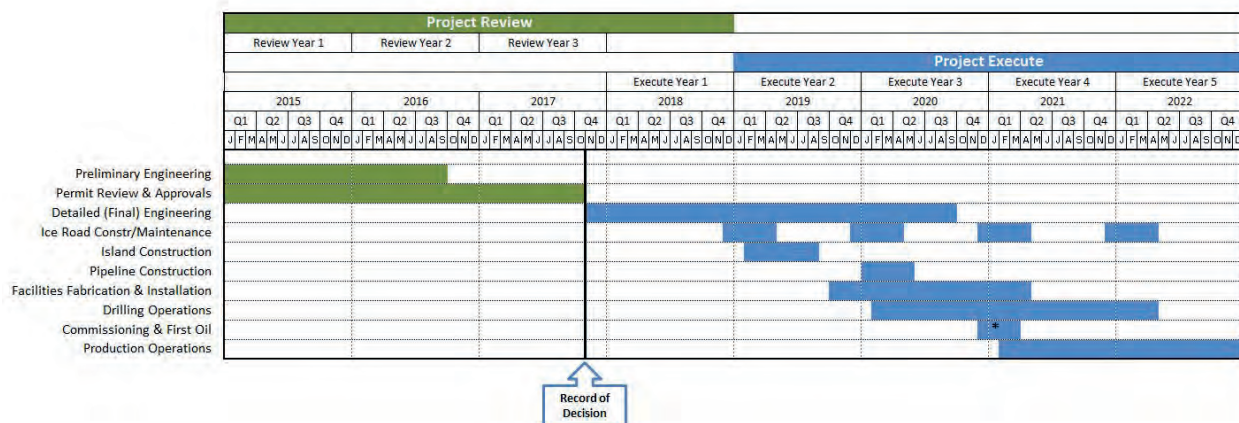 Project Review
Review Year 1 Review Year 2 Review Year 3
Project Execute
Execute Year 1 Execute Year 2 Execute Year 3 Execute Year 4 Execute Year 5
2015 2016 2017 2018 2019 2020 2021 2022
Q1 Q2 Q3 Q4 Q1 Q2 Q3 Q4 Q1 Q2 Q3 Q4 Q1 Q2 Q3 Q4 Q1 Q2 Q3 Q4 Q1 Q2 Q3 Q4 Q1 Q2 Q3 Q4 Q1 Q2 Q3 Q4
J F M A M J J A S O N D J F M A M J J A S O N D J F M A M J J A S O N D J F M A M J J A S O N D J F M A M J J A S O N D J F M A M J J A S O N D J F M A M J J A S O N D J F M A M J J A S O N D
Preliminary Engineering
Permit Review & Approvals
Detailed (Final) Engineering
Ice Road Constr/Maintenance
Island Construction
Pipeline Construction
Facilities Fabrication & Installation
Drilling Operations
Commissioning & First Oil *
Production Operations
Record of
Decision